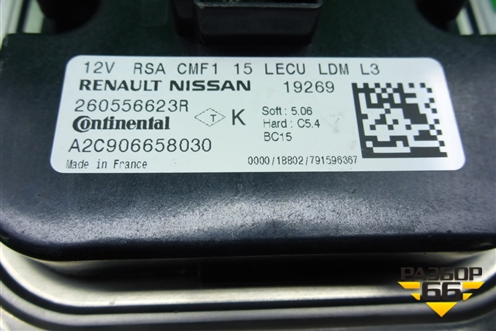 12V RSA CMF1 15 LECU LDM L3
RENAULT NISSAN 19269
260556623R
Continental T K
Soft : 5.06
Hard : C5.4
BC15
A2C906658030
Made in France 0000/18802/791596367
РАЗБОР
66